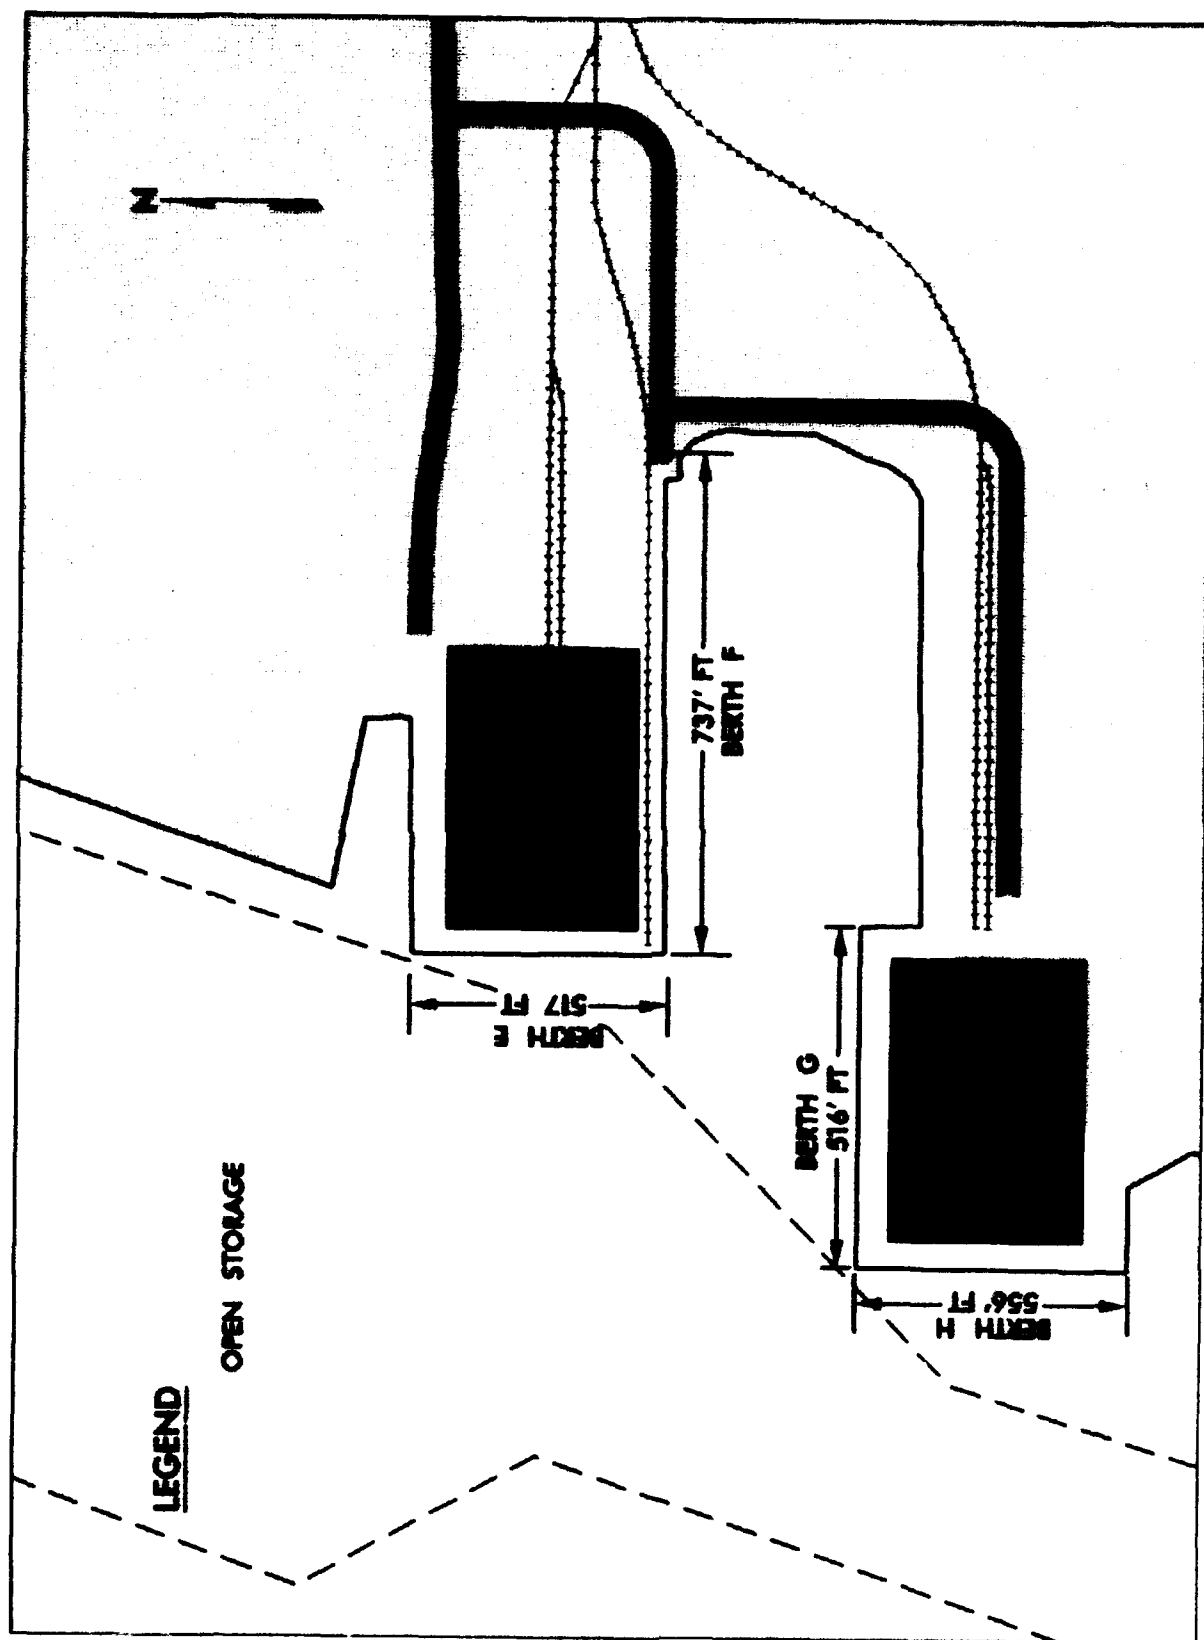 N
737' FT
BERTH F
BERTH E
517 FT
BERTH G
516' FT
BERTH H
556' FT
LEGEND
OPEN STORAGE